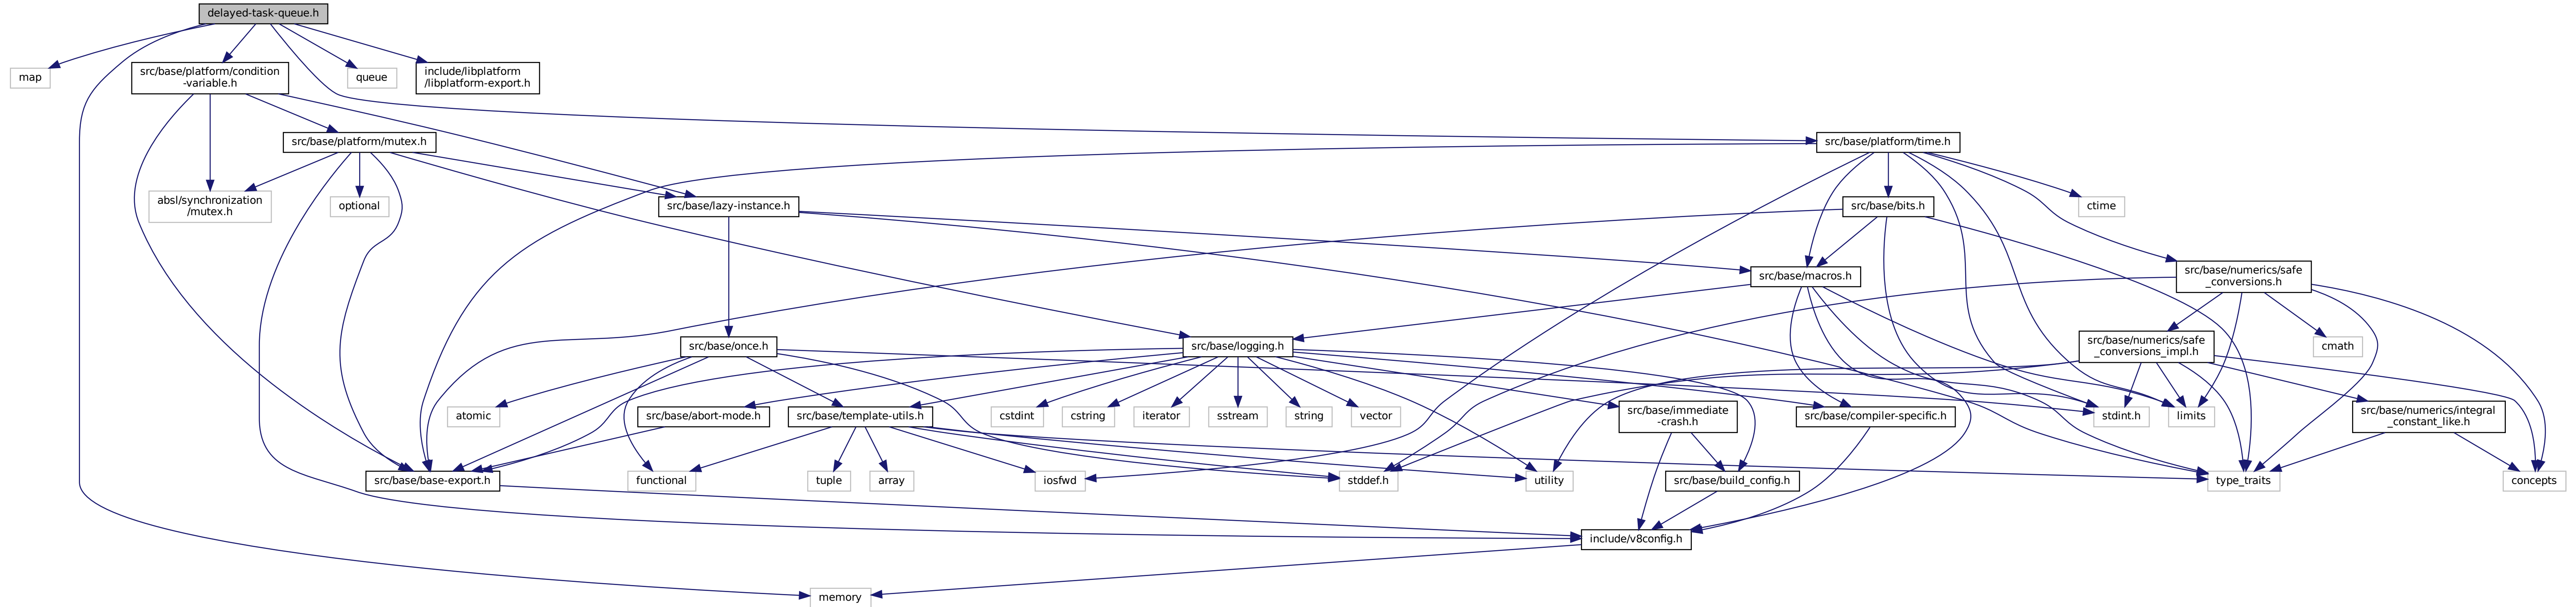 delayed-task-queue.h
map
src/base/platform/condition
-variable.h
queue
include/libplatform
/libplatform-export.h
src/base/platform/mutex.h
src/base/platform/time.h
absl/synchronization
/mutex.h
optional
src/base/lazy-instance.h
src/base/bits.h
ctime
src/base/macros.h
src/base/numerics/safe
_conversions.h
src/base/once.h
src/base/logging.h
src/base/numerics/safe
_conversions_impl.h
cmath
atomic
src/base/abort-mode.h
src/base/template-utils.h
cstdint
cstring
iterator
sstream
string
vector
src/base/immediate
-crash.h
src/base/compiler-specific.h
stdint.h
limits
src/base/numerics/integral
_constant_like.h
src/base/base-export.h
functional
tuple
array
iosfwd
stddef.h
utility
src/base/build_config.h
type_traits
concepts
include/v8config.h
memory